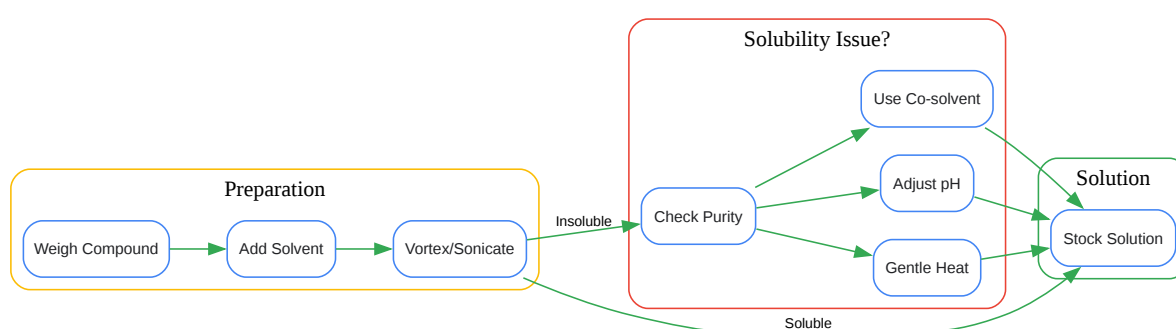 Preparation
Weigh Compound
Add Solvent
Vortex/Sonicate
Insoluble
Soluble
Solubility Issue?
Check Purity
Use Co-solvent
Adjust pH
Gentle Heat
Solution
Stock Solution